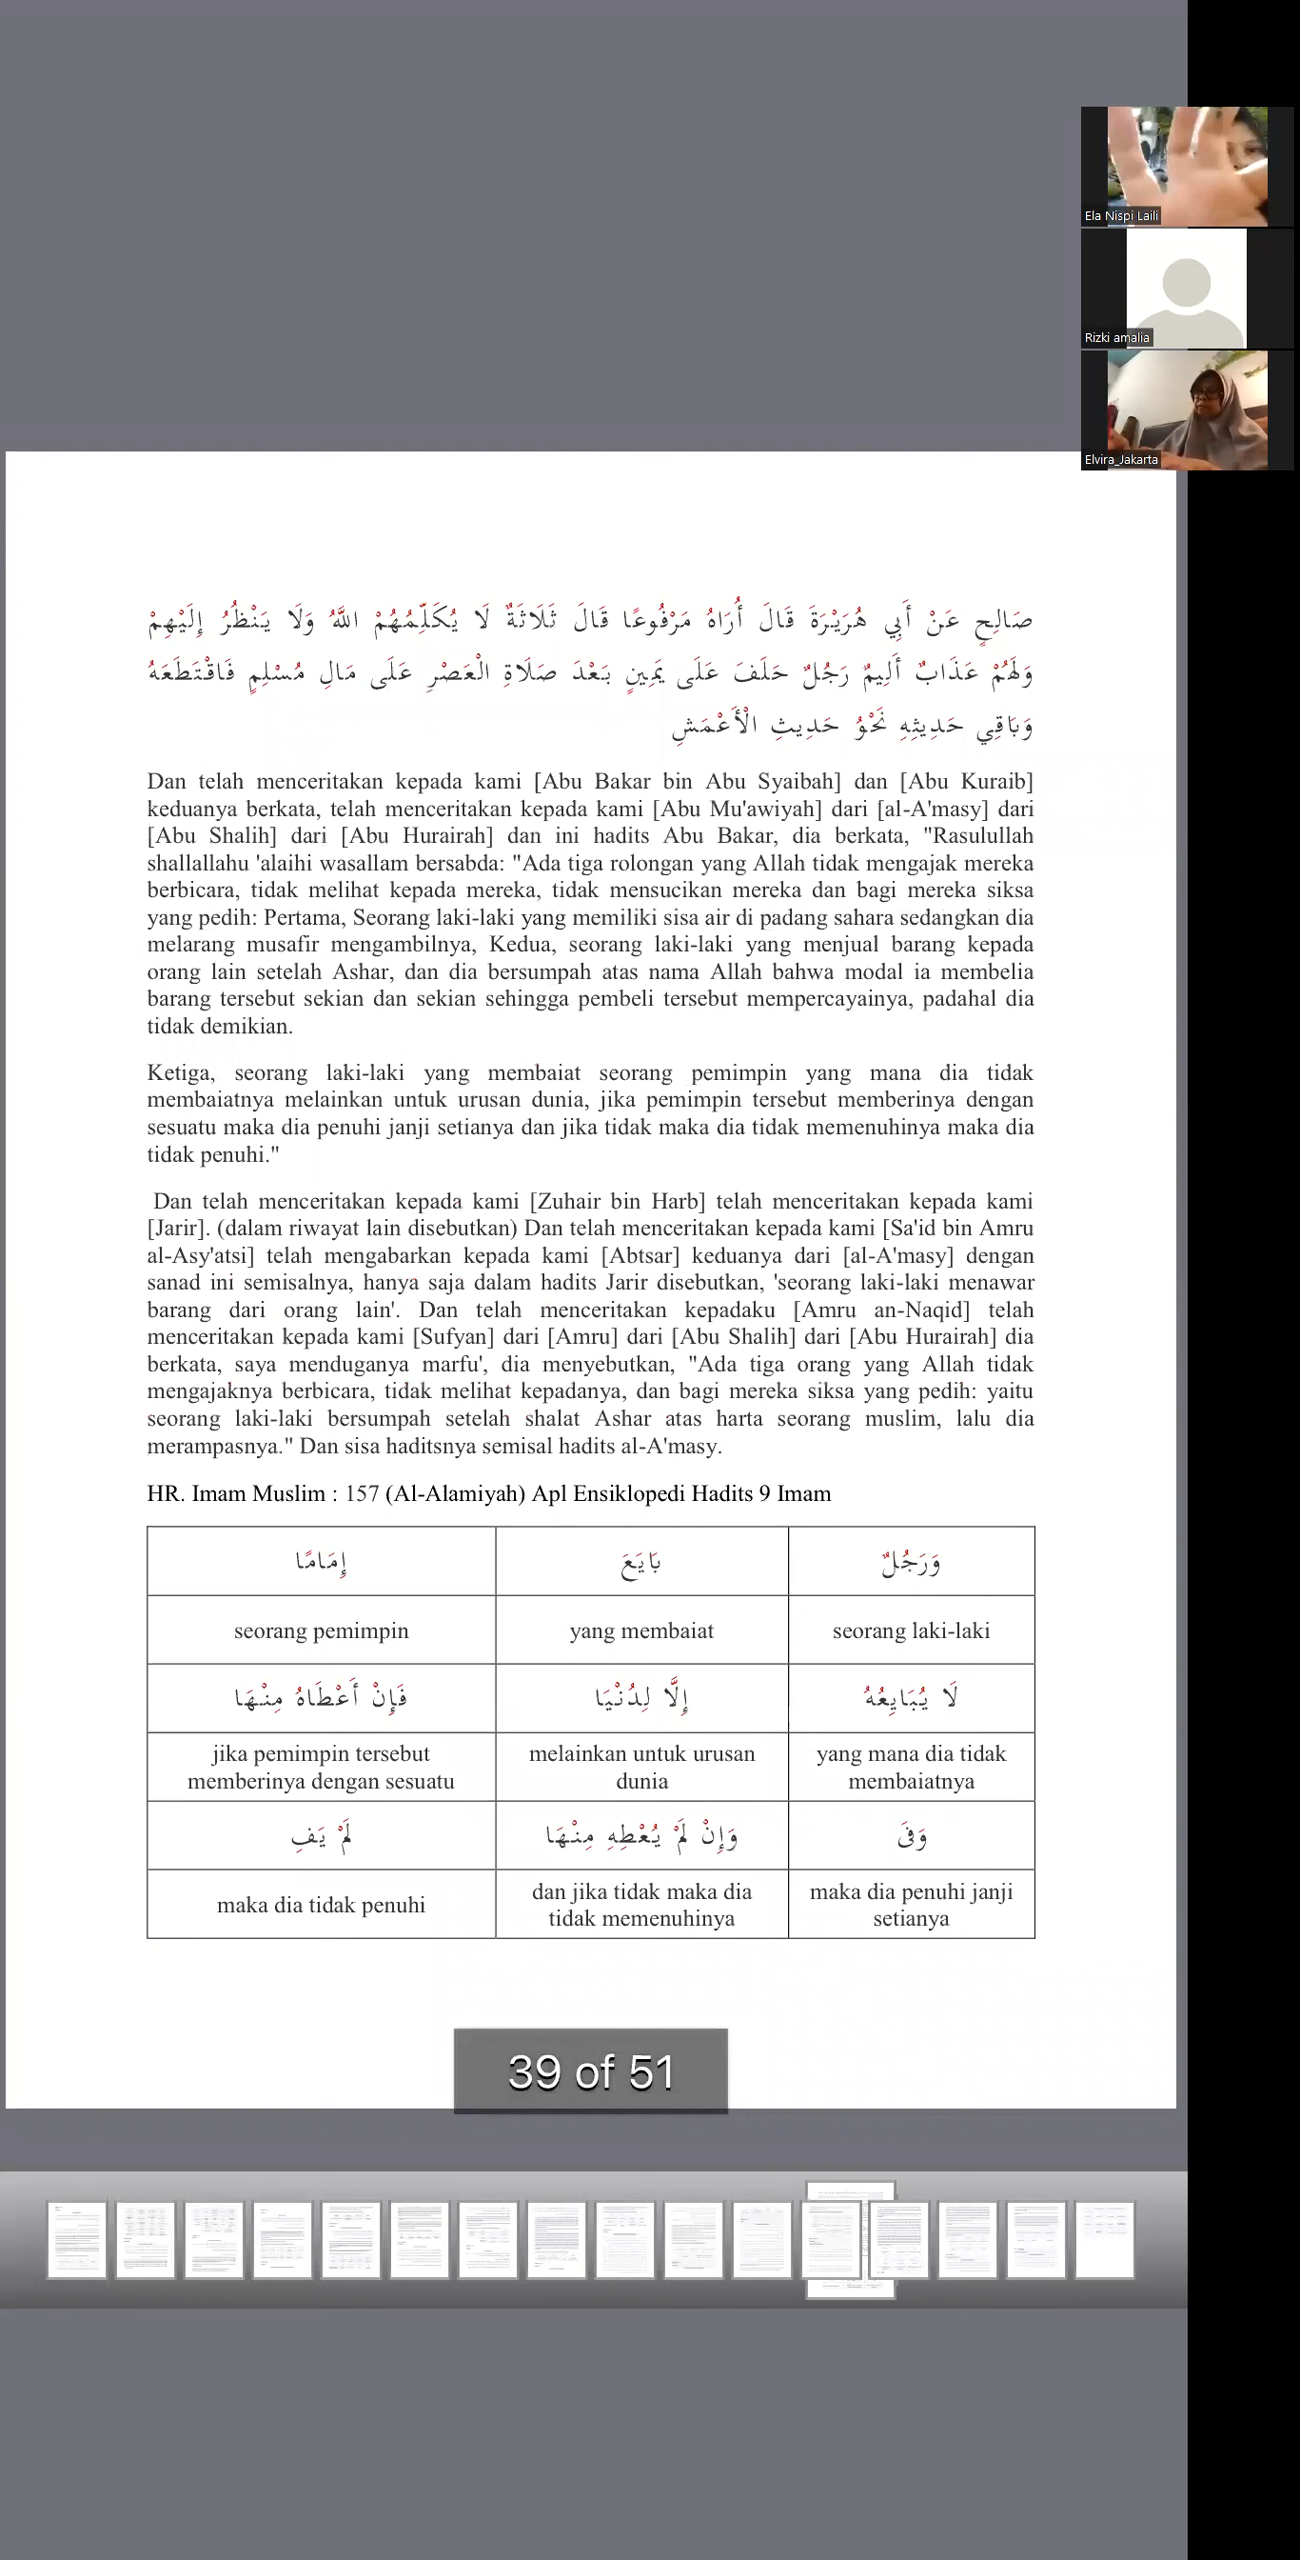 Ela Nispi Laili
Rizki amalia
Elvira_Jakarta
صَالِحٍ عَنْ أَبِي هُرَيْرَةَ قَالَ أُرَاهُ مَرْفُوعًا قَالَ ثَلَاثَةٌ لَا يُكَلِّمُهُمْ اللَّهُ وَلَا يَنْظُرُ إِلَيْهِمْ
وَلَهُمْ عَذَابٌ أَلِيمٌ رَجُلٌ حَلَفَ عَلَى يَمِينٍ بَعْدَ صَلَاةِ الْعَصْرِ عَلَى مَالِ مُسْلِمٍ فَاقْتَطَعَهُ
وَبَاقِي حَدِيثِهِ نَحْوُ حَدِيثِ الْأَعْمَشِ
Dan telah menceritakan kepada kami [Abu Bakar bin Abu Syaibah] dan [Abu Kuraib]
keduanya berkata, telah menceritakan kepada kami [Abu Mu'awiyah] dari [al-A'masy] dari
[Abu Shalih] dari [Abu Hurairah] dan ini hadits Abu Bakar, dia berkata, "Rasulullah
shallallahu 'alaihi wasallam bersabda: "Ada tiga rolongan yang Allah tidak mengajak mereka
berbicara, tidak melihat kepada mereka, tidak mensucikan mereka dan bagi mereka siksa
yang pedih: Pertama, Seorang laki-laki yang memiliki sisa air di padang sahara sedangkan dia
melarang musafir mengambilnya, Kedua, seorang laki-laki yang menjual barang kepada
orang lain setelah Ashar, dan dia bersumpah atas nama Allah bahwa modal ia membelia
barang tersebut sekian dan sekian sehingga pembeli tersebut mempercayainya, padahal dia
tidak demikian.
Ketiga, seorang laki-laki yang membaiat seorang pemimpin yang mana dia tidak
membaiatnya melainkan untuk urusan dunia, jika pemimpin tersebut memberinya dengan
sesuatu maka dia penuhi janji setianya dan jika tidak maka dia tidak memenuhinya maka dia
tidak penuhi."
Dan telah menceritakan kepada kami [Zuhair bin Harb] telah menceritakan kepada kami
[Jarir]. (dalam riwayat lain disebutkan) Dan telah menceritakan kepada kami [Sa'id bin Amru
al-Asy'atsi] telah mengabarkan kepada kami [Abtsar] keduanya dari [al-A'masy] dengan
sanad ini semisalnya, hanya saja dalam hadits Jarir disebutkan, 'seorang laki-laki menawar
barang dari orang lain'. Dan telah menceritakan kepadaku [Amru an-Naqid] telah
menceritakan kepada kami [Sufyan] dari [Amru] dari [Abu Shalih] dari [Abu Hurairah] dia
berkata, saya menduganya marfu', dia menyebutkan, "Ada tiga orang yang Allah tidak
mengajaknya berbicara, tidak melihat kepadanya, dan bagi mereka siksa yang pedih: yaitu
seorang laki-laki bersumpah setelah shalat Ashar atas harta seorang muslim, lalu dia
merampasnya." Dan sisa haditsnya semisal hadits al-A'masy.
HR. Imam Muslim : 157 (Al-Alamiyah) Apl Ensiklopedi Hadits 9 Imam
وَرَجُلٌ بَايَعَ إِمَامًا
seorang pemimpin yang membaiat seorang laki-laki
لَا يُبَايِعُهُ إِلَّا لِدُنْيَا فَإِنْ أَعْطَاهُ مِنْهَا
jika pemimpin tersebut melainkan untuk urusan yang mana dia tidak
memberinya dengan sesuatu dunia membaiatnya
وَفَى وَإِنْ لَمْ يُعْطِهِ مِنْهَا لَمْ يَفِ
maka dia tidak penuhi dan jika tidak maka dia maka dia penuhi janji
tidak memenuhinya setianya
39 of 51